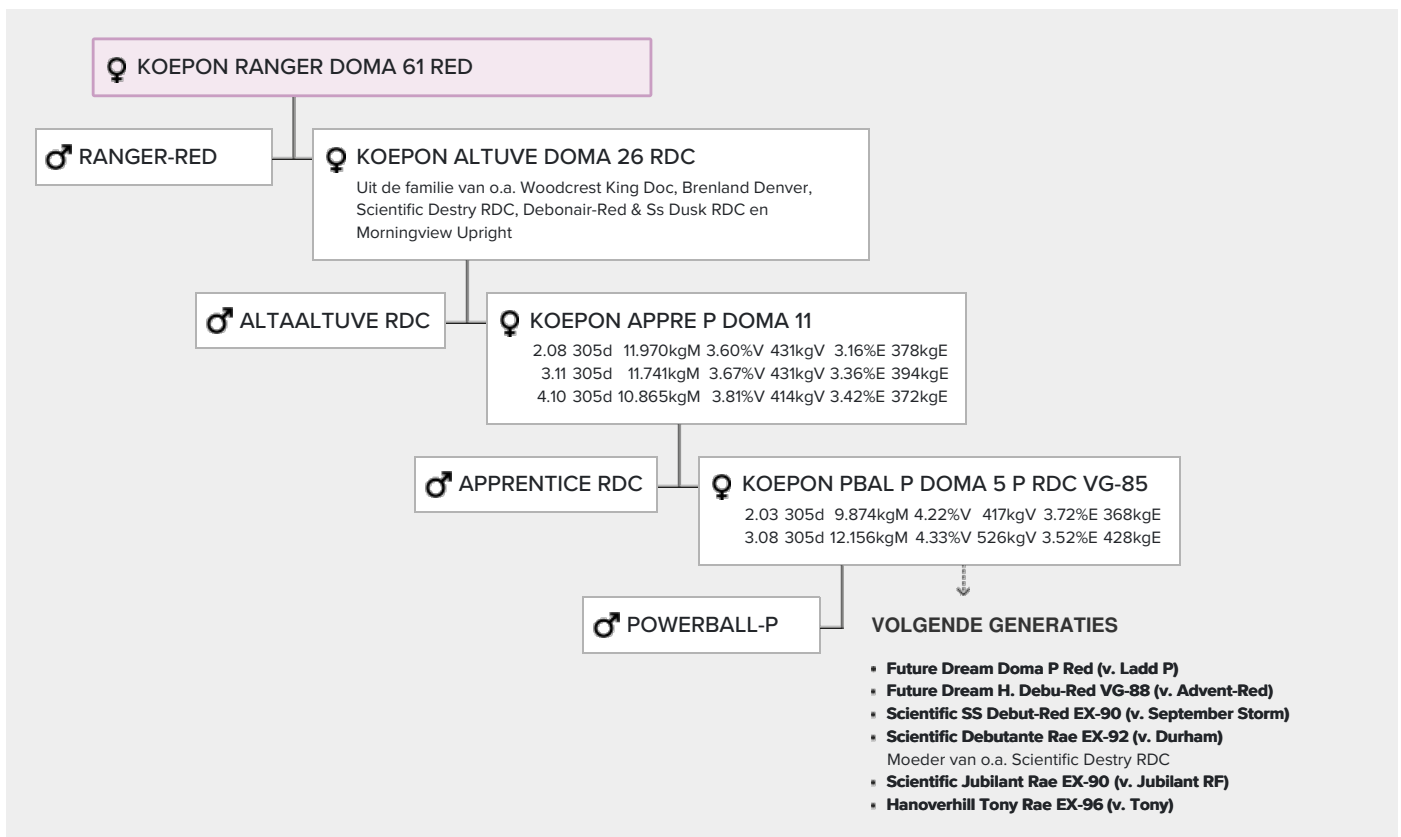 KOEPON RANGER DOMA 61 RED
RANGER-RED
KOEPON ALTUVE DOMA 26 RDC
Uit de familie van o.a. Woodcrest King Doc, Brenland Denver,
Scientific Destry RDC, Debonair-Red & Ss Dusk RDC en
Morningview Upright
ALTAALTUVE RDC
KOEPON APPRE P DOMA 11
2.08 305d 11.970kgM 3.60%V 431kgV 3.16%E 378kgE
3.11 305d 11.741kgM 3.67%V 431kgV 3.36%E 394kgE
4.10 305d 10.865kgM 3.81%V 414kgV 3.42%E 372kgE
APPRENTICE RDC
KOEPON PBAL P DOMA 5 P RDC VG-85
2.03 305d 9.874kgM 4.22%V 417kgV 3.72%E 368kgE
3.08 305d 12.156kgM 4.33%V 526kgV 3.52%E 428kgE
POWERBALL-P
VOLGENDE GENERATIES
Future Dream Doma P Red (v. Ladd P)
Future Dream H. Debu-Red VG-88 (v. Advent-Red)
Scientific SS Debut-Red EX-90 (v. September Storm)
Scientific Debutante Rae EX-92 (v. Durham)
Moeder van o.a. Scientific Destry RDC
Scientific Jubilant Rae EX-90 (v. Jubilant RF)
Hanoverhill Tony Rae EX-96 (v. Tony)